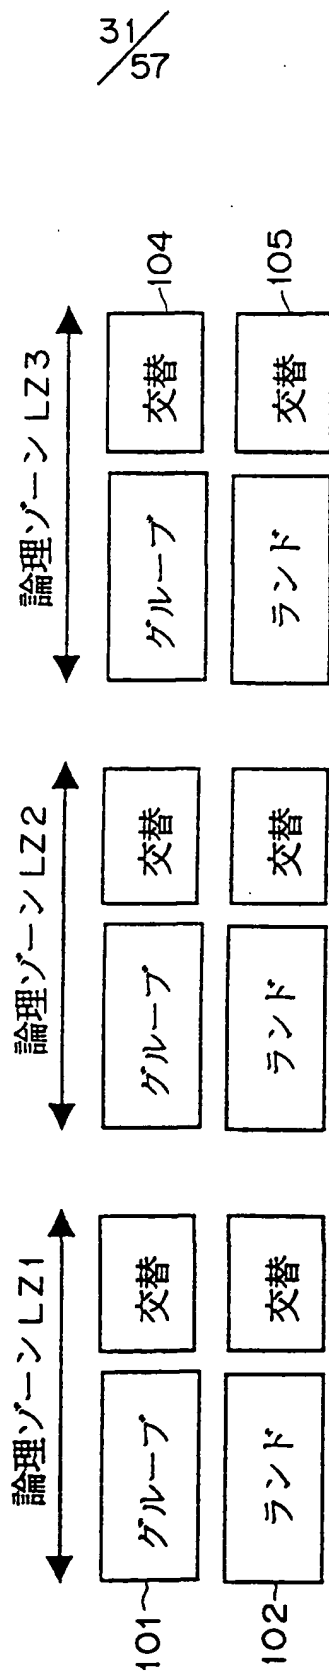 31/57
論理ゾーンLZ1
論理ゾーンLZ2
論理ゾーンLZ3
101
グループ
交替
グループ
交替
グループ
交替
104
102
ランド
交替
ランド
交替
ランド
交替
105